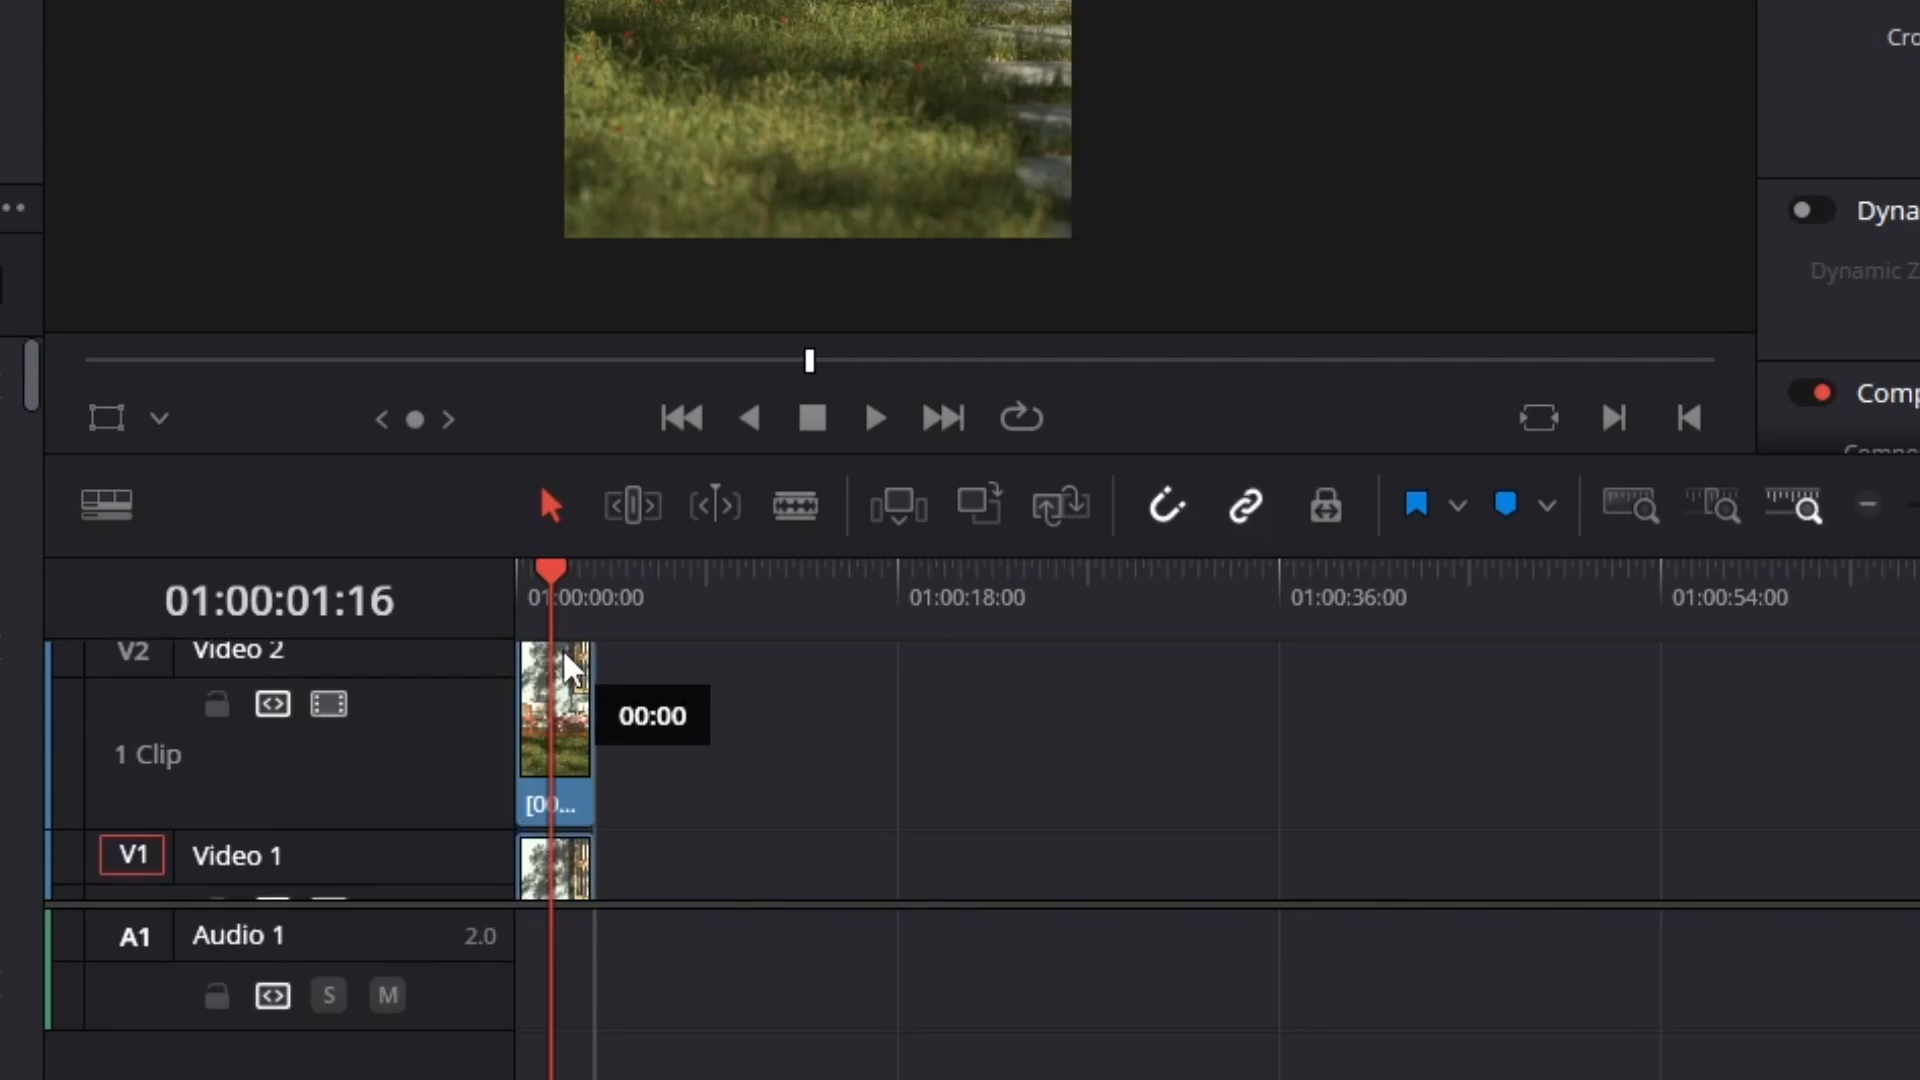 Cro
Dyna
Dynamic Z
Comp
01:00:01:16
01:00:00:00
01:00:18:00
01:00:36:00
01:00:54:00
V2
Video 2
00:00
1 Clip
[00...
V1
Video 1
A1
Audio 1
2.0
S
M